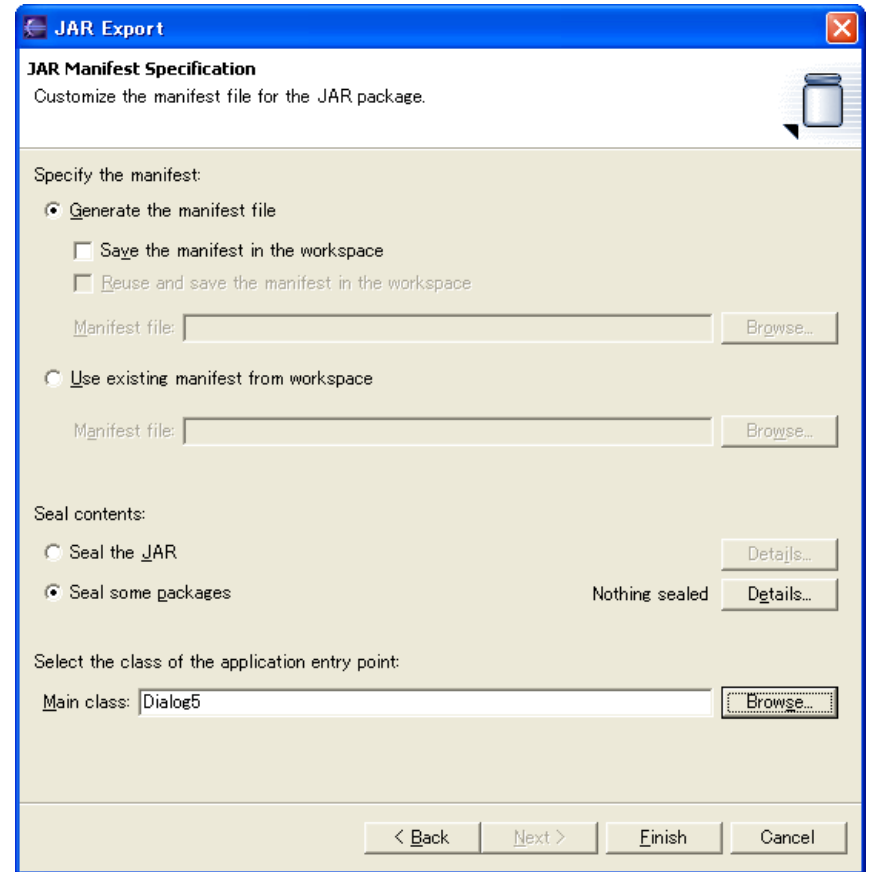 JAR Export
JAR Manifest Specification
Customize the manifest file for the JAR package.
Specify the manifest:
Generate the manifest file
Save the manifest in the workspace
Reuse and save the manifest in the workspace
Manifest file: Browse...
Use existing manifest from workspace
Manifest file: Browse...
Seal contents:
Seal the JAR Details...
Seal some packages Nothing sealed Details...
Select the class of the application entry point:
Main class: Dialog5 Browse...
< Back Next > Finish Cancel